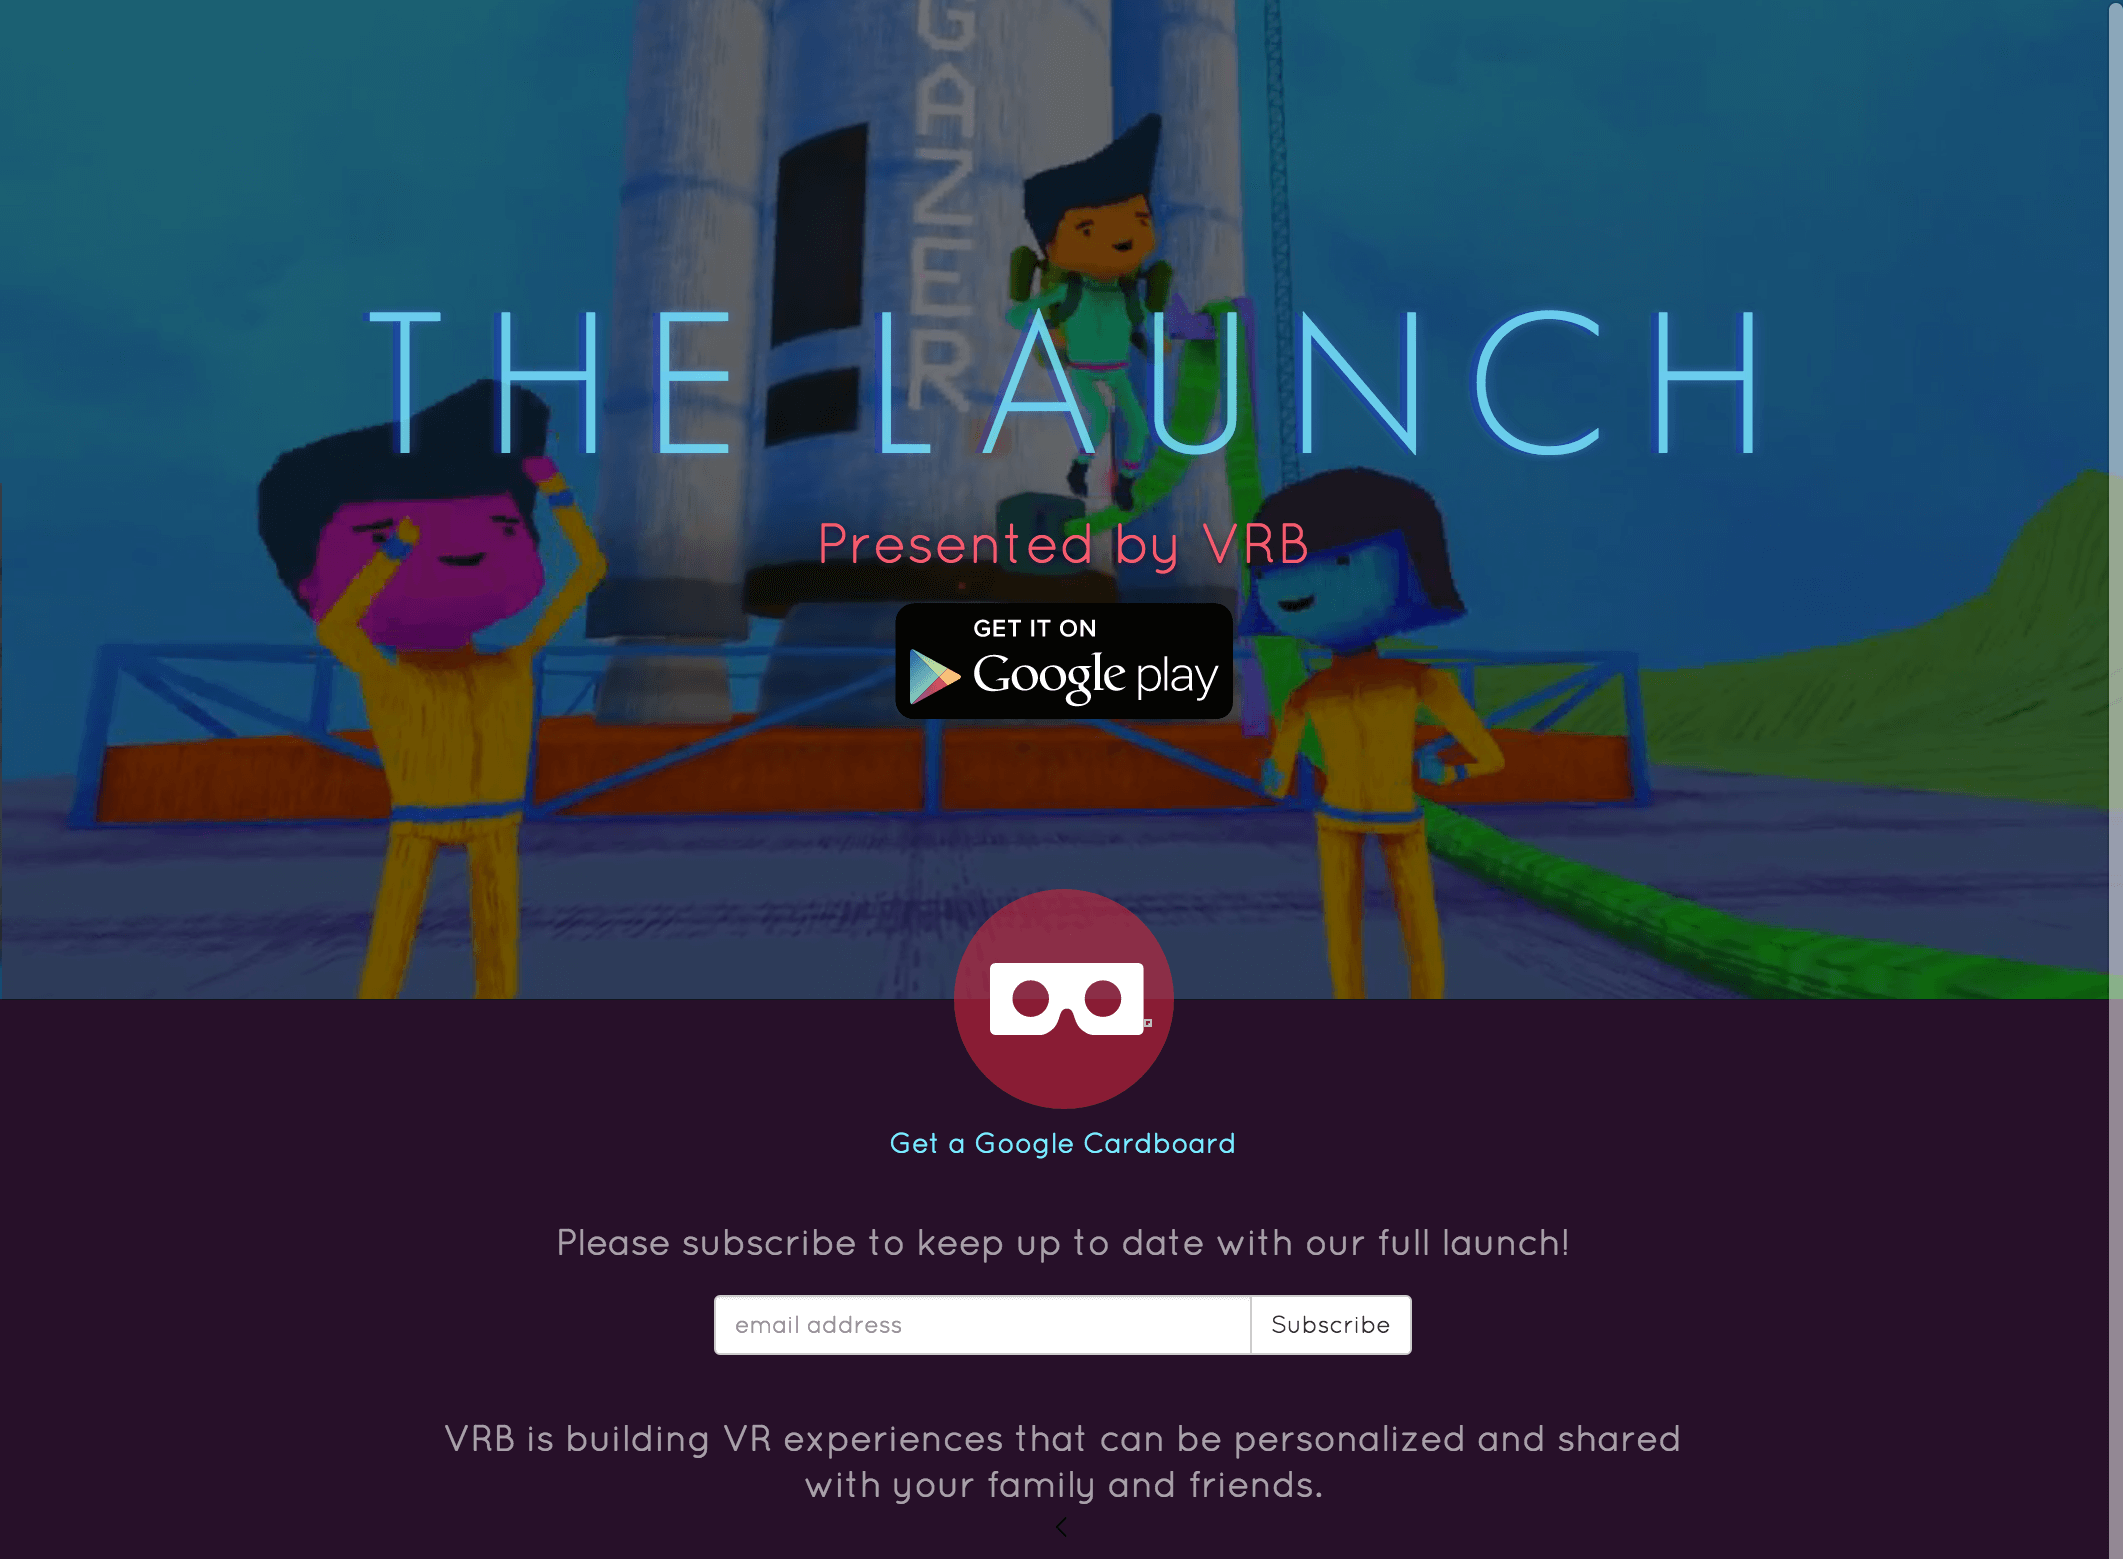 GAZER
THE LAUNCH
Presented by VRB
GET IT ON
Google play
Get a Google Cardboard
Please subscribe to keep up to date with our full launch!
email address
Subscribe
VRB is building VR experiences that can be personalized and shared
with your family and friends.